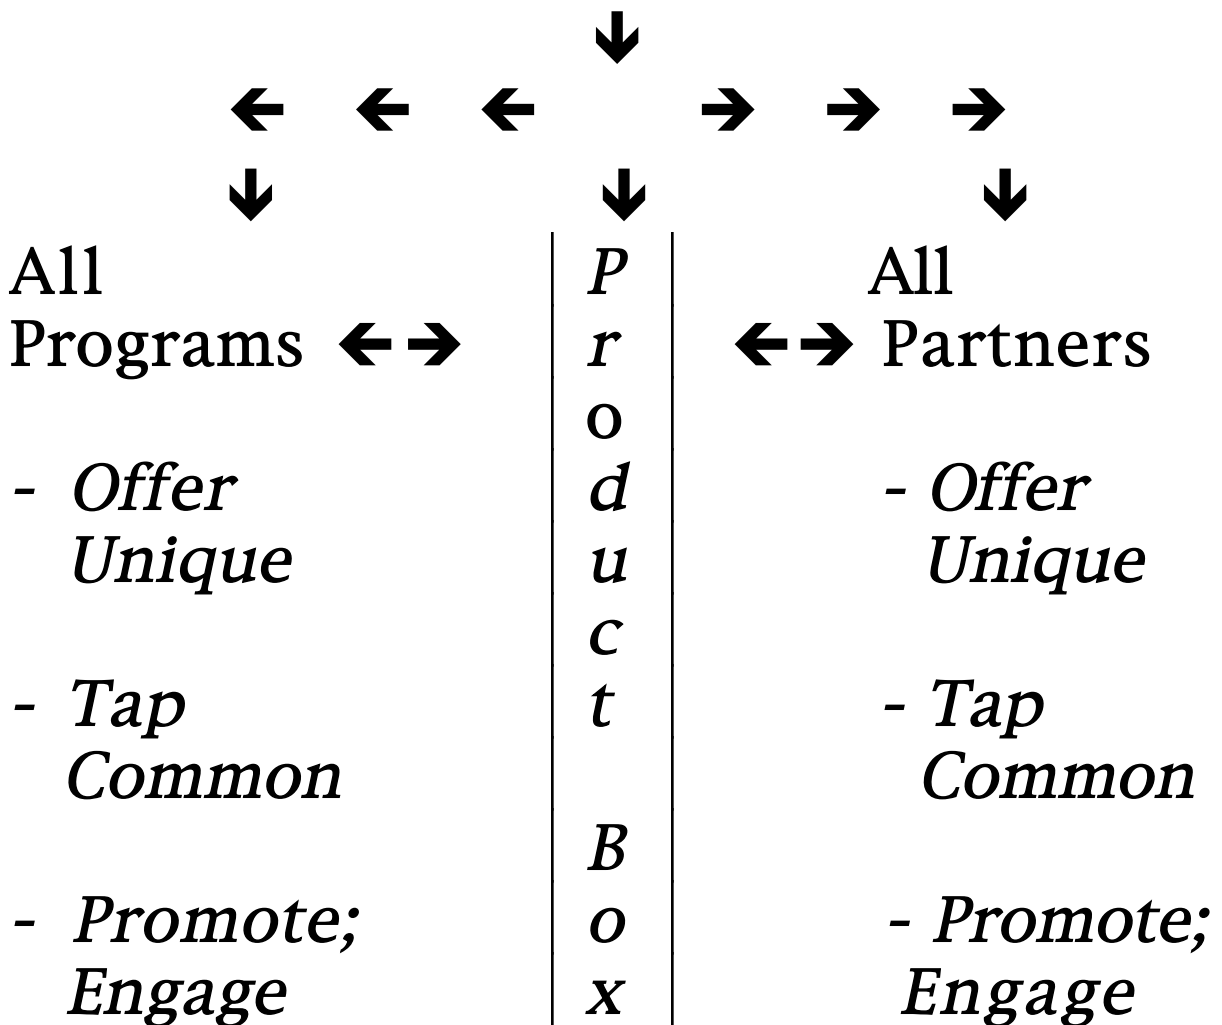 All
Programs
- Offer
Unique
- Tap
Common
- Promote;
Engage
P
r
o
d
u
c
t
B
o
x
All
Partners
- Offer
Unique
- Tap
Common
- Promote;
Engage